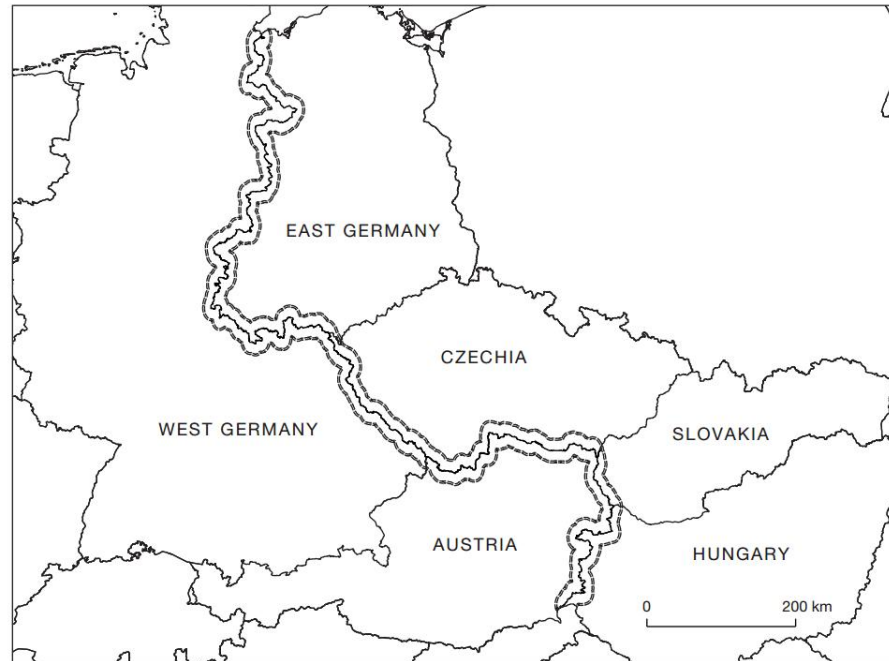 EAST GERMANY
CZECHIA
WEST GERMANY
SLOVAKIA
AUSTRIA
HUNGARY
0 200 km